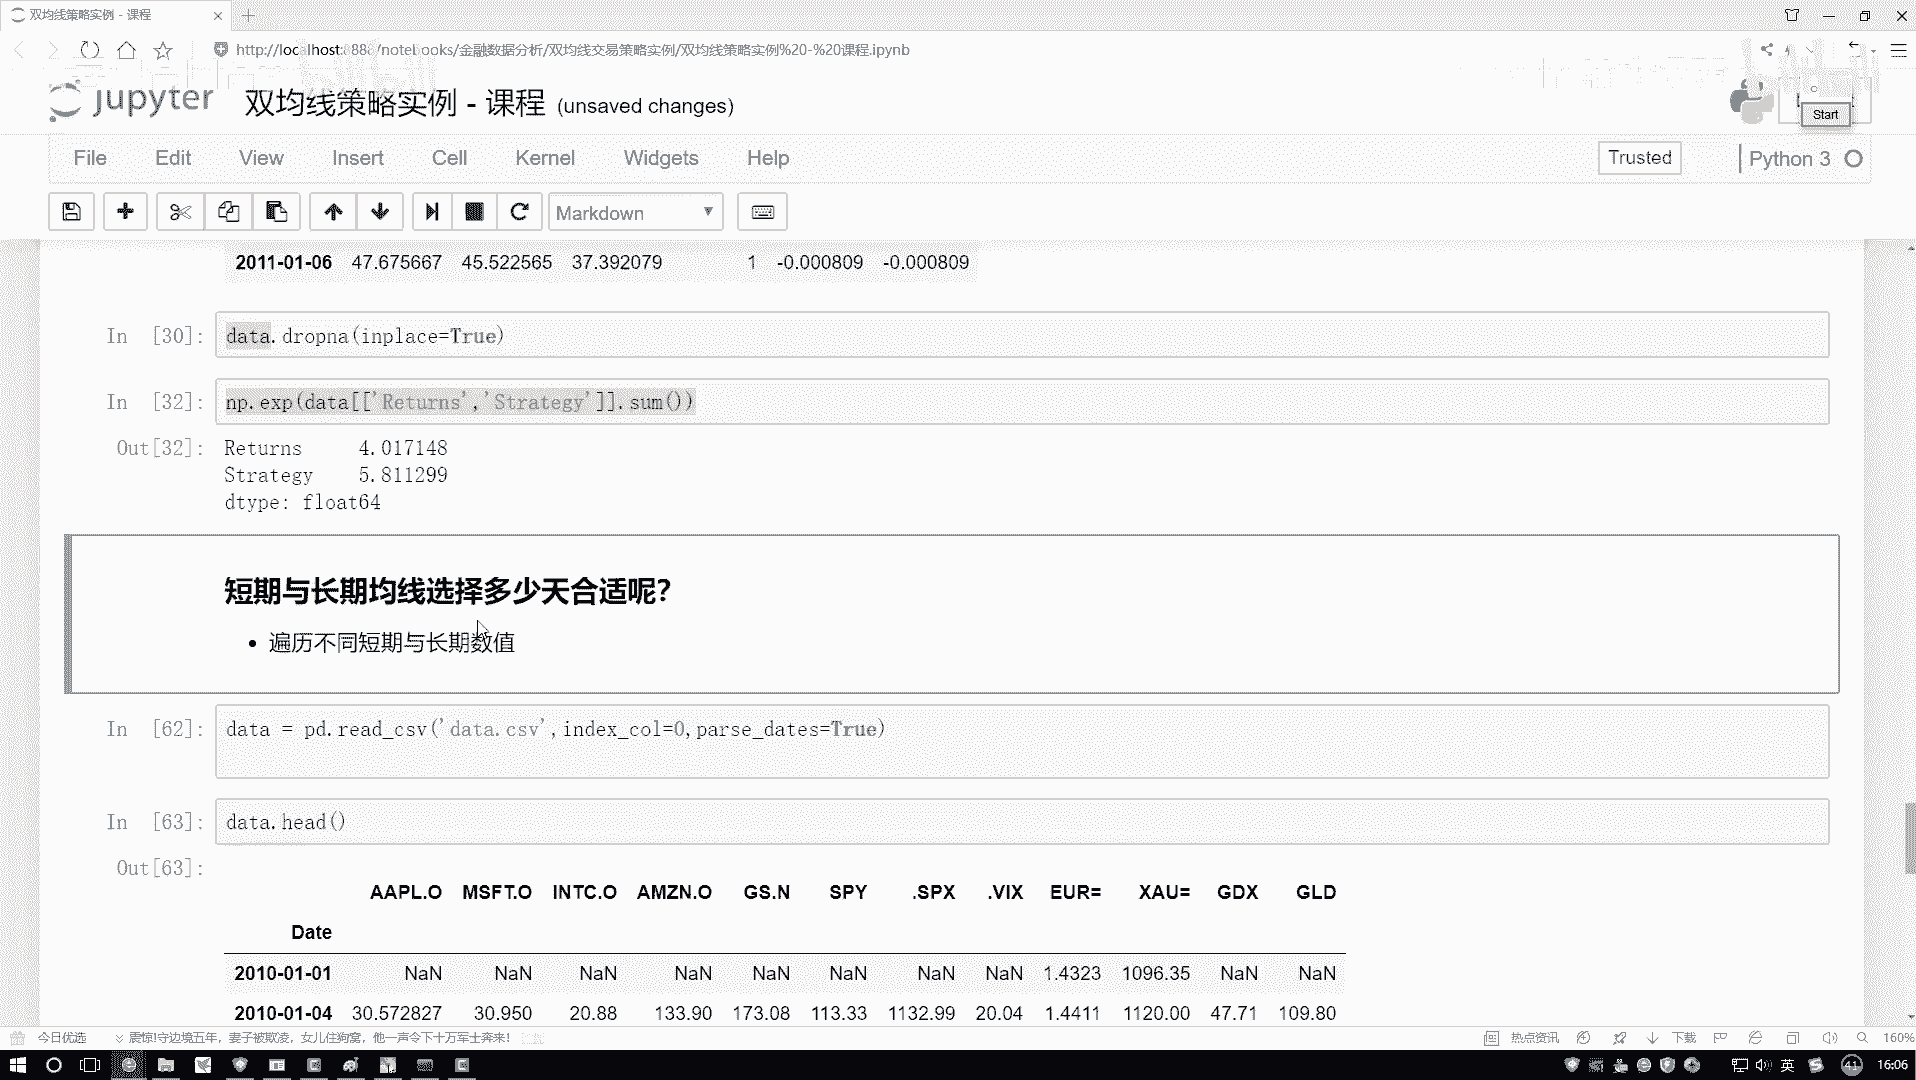 双均线策略实例 - 课程
http://localhost:888/notebooks/金融数据分析/双均线交易策略实例/双均线策略实例%20-%20课程.ipynb
jupyter 双均线策略实例 - 课程 (unsaved changes)
Start
File Edit View Insert Cell Kernel Widgets Help Trusted Python 3
Markdown
2011-01-06 47.675667 45.522565 37.392079 1 -0.000809 -0.000809
In [30]: data.dropna(inplace=True)
In [32]: np.exp(data[['Returns','Strategy']].sum())
Out[32]: Returns 4.017148
Strategy 5.811299
dtype: float64
短期与长期均线选择多少天合适呢?
• 遍历不同短期与长期数值
In [62]: data = pd.read_csv('data.csv',index_col=0,parse_dates=True)
In [63]: data.head()
Out[63]:
AAPL.O MSFT.O INTC.O AMZN.O GS.N SPY .SPX .VIX EUR= XAU= GDX GLD
Date
2010-01-01 NaN NaN NaN NaN NaN NaN NaN NaN 1.4323 1096.35 NaN NaN
2010-01-04 30.572827 30.950 20.88 133.90 173.08 113.33 1132.99 20.04 1.4411 1120.00 47.71 109.80
今日优选 震惊!守边境五年,妻子被欺凌,女儿住狗窝,他一声令下十万军士奔来! 热点资讯 下载 160%
英 41 16:06